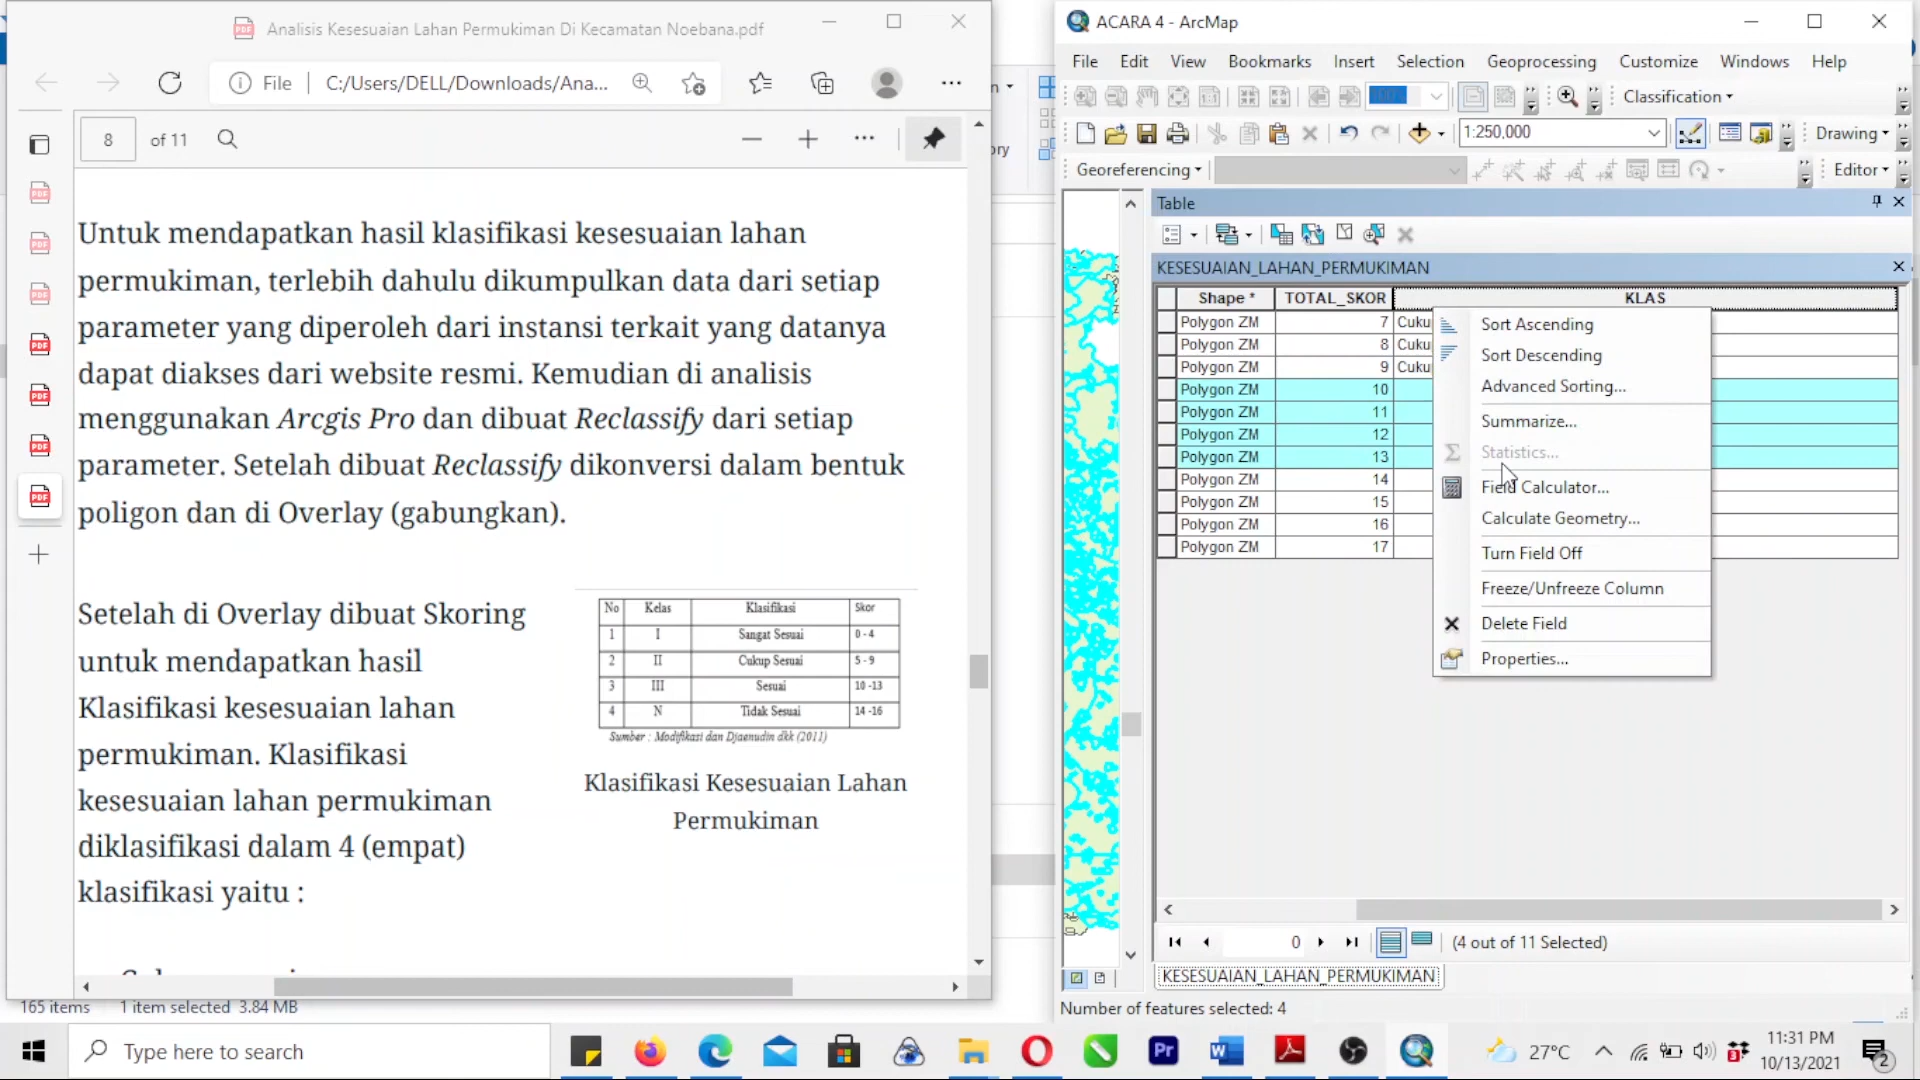 Analisis Kesesuaian Lahan Permukiman Di Kecamatan Noebana.pdf
File
C:/Users/DELL/Downloads/Ana...
8 of 11
Untuk mendapatkan hasil klasifikasi kesesuaian lahan
permukiman, terlebih dahulu dikumpulkan data dari setiap
parameter yang diperoleh dari instansi terkait yang datanya
dapat diakses dari website resmi. Kemudian di analisis
menggunakan Arcgis Pro dan dibuat Reclassify dari setiap
parameter. Setelah dibuat Reclassify dikonversi dalam bentuk
poligon dan di Overlay (gabungkan).
Setelah di Overlay dibuat Skoring
untuk mendapatkan hasil
Klasifikasi kesesuaian lahan
permukiman. Klasifikasi
kesesuaian lahan permukiman
diklasifikasi dalam 4 (empat)
klasifikasi yaitu :
No Kelas Klasifikasi Skor
1 I Sangat Sesuai 0 - 4
2 II Cukup Sesuai 5 - 9
3 III Sesuai 10 -13
4 N Tidak Sesuai 14 -16
Sumber : Modifikasi dan Djaenudin dkk (2011)
Klasifikasi Kesesuaian Lahan
Permukiman
165 items 1 item selected 3.84 MB
ACARA 4 - ArcMap
File Edit View Bookmarks Insert Selection Geoprocessing Customize Windows Help
Classification
1:250,000
Drawing
Georeferencing
Editor
Table
KESESUAIAN_LAHAN_PERMUKIMAN
Shape * TOTAL_SKOR KLAS
Polygon ZM 7 Cuku
Polygon ZM 8 Cuku
Polygon ZM 9 Cuku
Polygon ZM 10
Polygon ZM 11
Polygon ZM 12
Polygon ZM 13
Polygon ZM 14
Polygon ZM 15
Polygon ZM 16
Polygon ZM 17
Sort Ascending
Sort Descending
Advanced Sorting...
Summarize...
Statistics...
Field Calculator...
Calculate Geometry...
Turn Field Off
Freeze/Unfreeze Column
Delete Field
Properties...
0
(4 out of 11 Selected)
KESESUAIAN_LAHAN_PERMUKIMAN
Number of features selected: 4
Type here to search
27°C
11:31 PM
10/13/2021
2